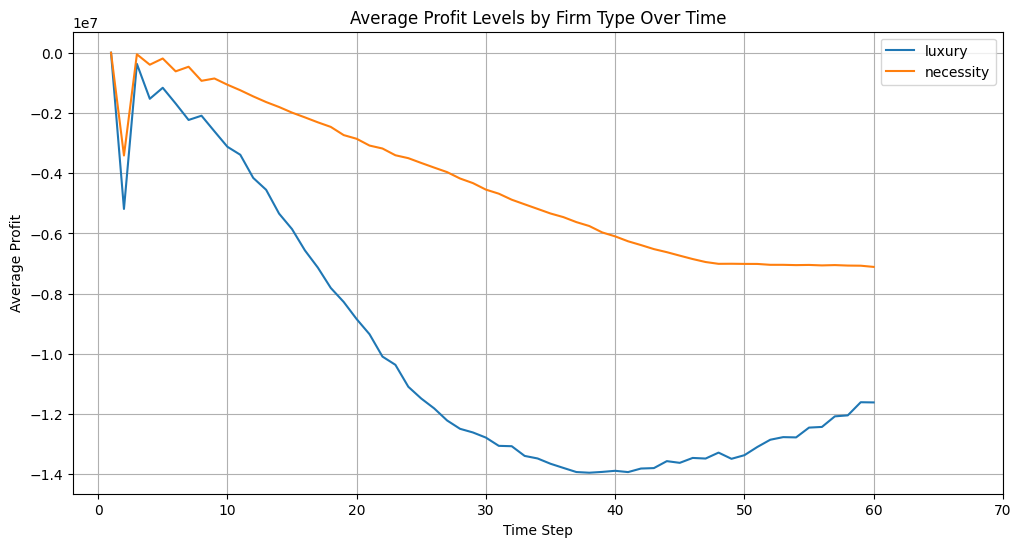 Average Profit Levels by Firm Type Over Time
1e7
0.0
−0.2
−0.4
−0.6
−0.8
−1.0
−1.2
−1.4
Average Profit
luxury
necessity
0 10 20 30 40 50 60 70
Time Step